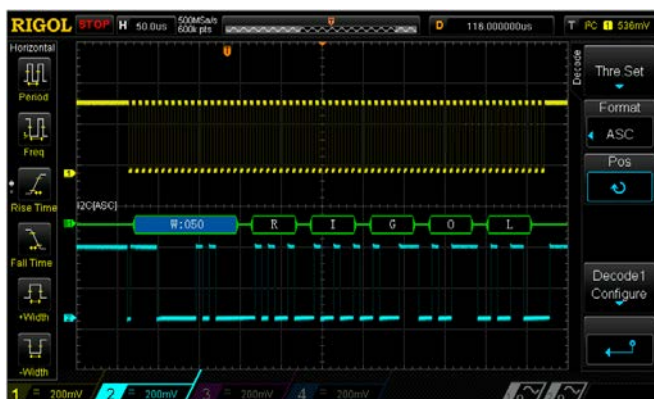 RIGOL STOP H 50.0us 500MSa/s 600k pts D 118.000000us T I²C 1 536mV
Horizontal
Period
Freq
Rise Time
Fall Time
+Width
-Width
1
I2C[ASC]
W:050 R I G O L
2
Decode
Thre Set
Format
ASC
Pos
Decode1
Configure
1 = 200mV 2 = 200mV 3 = 200mV 4 = 200mV